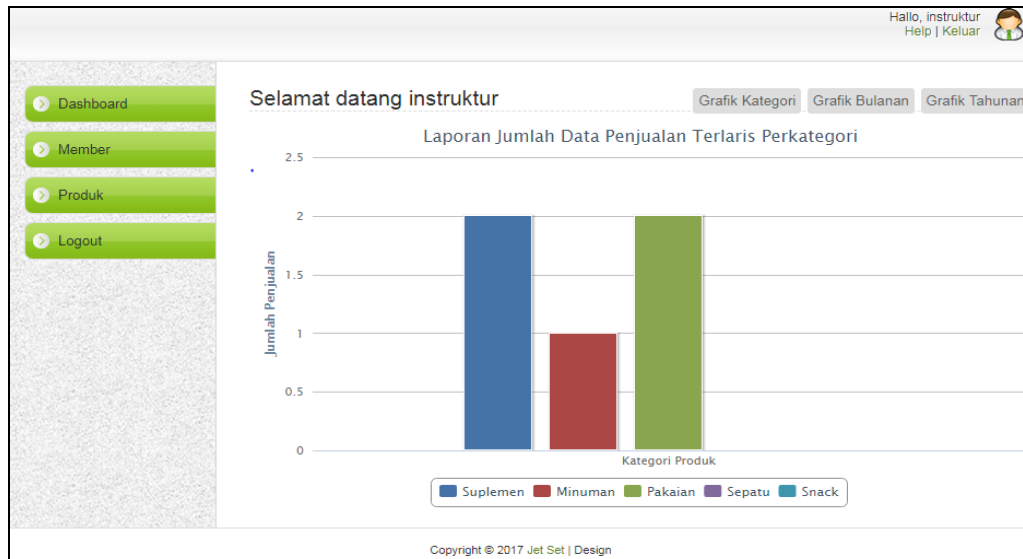 Hallo, instruktur
Help | Keluar
Dashboard
Member
Produk
Logout
Selamat datang instruktur
Grafik Kategori Grafik Bulanan Grafik Tahunan
Laporan Jumlah Data Penjualan Terlaris Perkategori
2.5
2
1.5
1
0.5
0
Jumlah Penjualan
Kategori Produk
Suplemen Minuman Pakaian Sepatu Snack
Copyright © 2017 Jet Set | Design